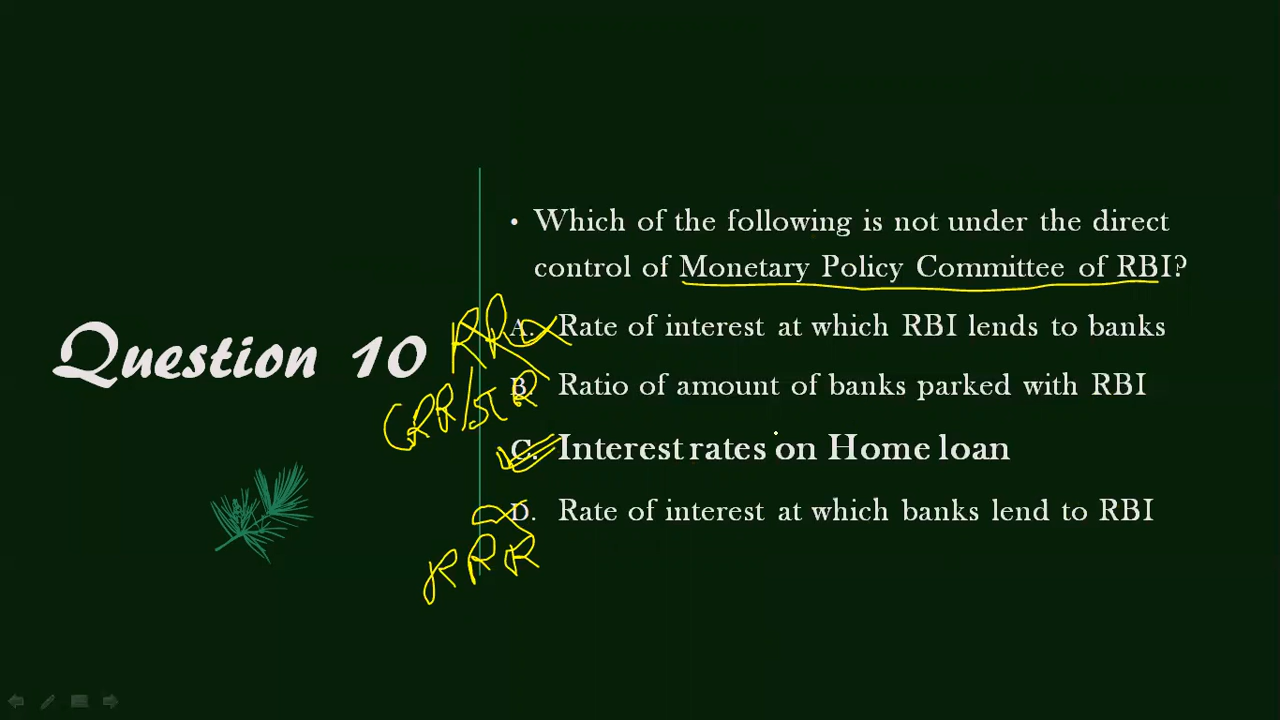 Question 10
• Which of the following is not under the direct
control of Monetary Policy Committee of RBI?
RR
A. Rate of interest at which RBI lends to banks
B. Ratio of amount of banks parked with RBI
CRR/SLR
C. Interest rates on Home loan
D. Rate of interest at which banks lend to RBI
RRR